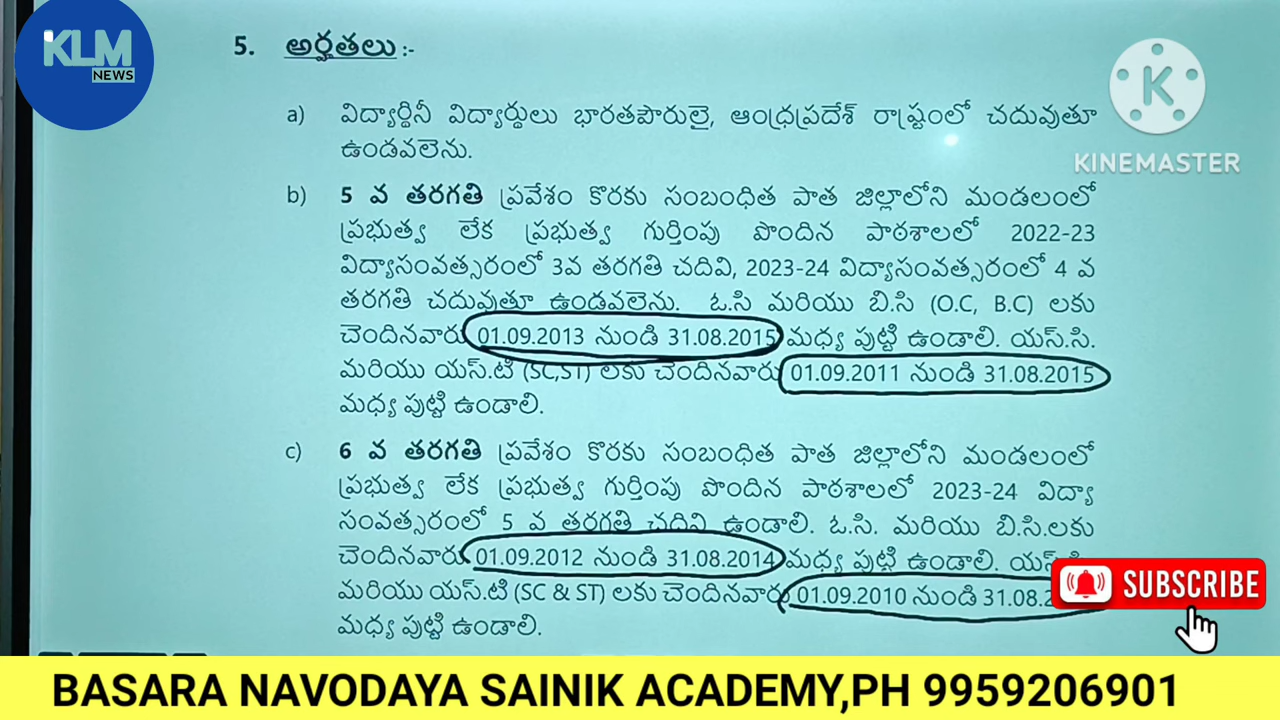 KLM
NEWS
5. అర్హతలు :-
a) విద్యార్థినీ విద్యార్థులు భారతపౌరులై, ఆంధ్రప్రదేశ్ రాష్ట్రంలో చదువుతూ
ఉండవలెను.
b) 5 వ తరగతి ప్రవేశం కొరకు సంబంధిత పాత జిల్లాలోని మండలంలో
ప్రభుత్వ లేక ప్రభుత్వ గుర్తింపు పొందిన పాఠశాలలో 2022-23
విద్యాసంవత్సరంలో 3వ తరగతి చదివి, 2023-24 విద్యాసంవత్సరంలో 4 వ
తరగతి చదువుతూ ఉండవలెను. ఓ.సి మరియు బి.సి (O.C, B.C) లకు
చెందినవారు 01.09.2013 నుండి 31.08.2015 మధ్య పుట్టి ఉండాలి. యస్.సి.
మరియు యస్.టి (SC,ST) లకు చెందినవారు 01.09.2011 నుండి 31.08.2015
మధ్య పుట్టి ఉండాలి.
c) 6 వ తరగతి ప్రవేశం కొరకు సంబంధిత పాత జిల్లాలోని మండలంలో
ప్రభుత్వ లేక ప్రభుత్వ గుర్తింపు పొందిన పాఠశాలలో 2023-24 విద్యా
సంవత్సరంలో 5 వ తరగతి చదివి ఉండాలి. ఓ.సి. మరియు బి.సి.లకు
చెందినవారు 01.09.2012 నుండి 31.08.2014 మధ్య పుట్టి ఉండాలి.
మరియు యస్.టి (SC & ST) లకు చెందినవారు 01.09.2010 నుండి
మధ్య పుట్టి ఉండాలి.
K
KINEMASTER
SUBSCRIBE
BASARA NAVODAYA SAINIK ACADEMY,PH 9959206901